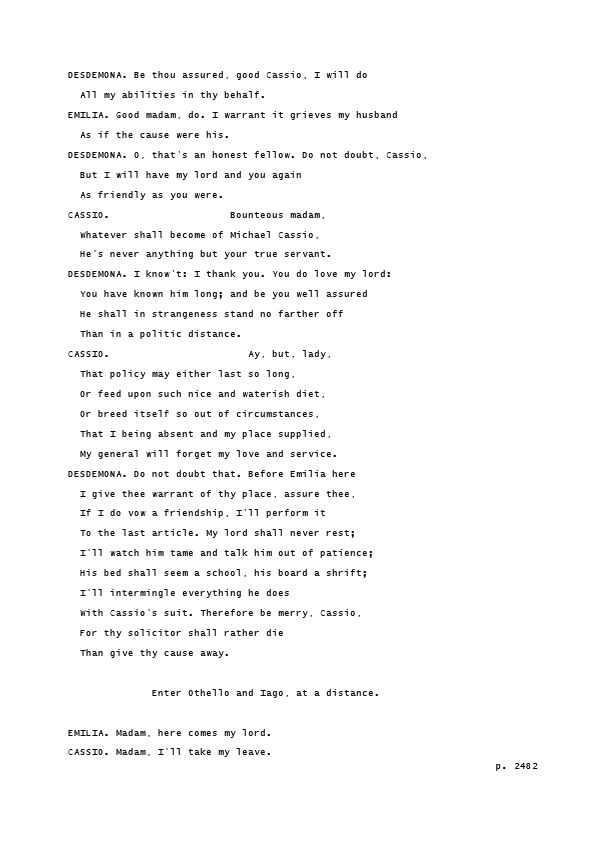 DESDEMONA. Be thou assured, good Cassio, I will do
All my abilities in thy behalf.
EMILIA. Good madam, do. I warrant it grieves my husband
As if the cause were his.
DESDEMONA. O, that's an honest fellow. Do not doubt, Cassio,
But I will have my lord and you again
As friendly as you were.
CASSIO. Bounteous madam,
Whatever shall become of Michael Cassio,
He's never anything but your true servant.
DESDEMONA. I know't: I thank you. You do love my lord:
You have known him long; and be you well assured
He shall in strangeness stand no farther off
Than in a politic distance.
CASSIO. Ay, but, lady,
That policy may either last so long,
Or feed upon such nice and waterish diet,
Or breed itself so out of circumstances,
That I being absent and my place supplied,
My general will forget my love and service.
DESDEMONA. Do not doubt that. Before Emilia here
I give thee warrant of thy place, assure thee,
If I do vow a friendship, I'll perform it
To the last article. My lord shall never rest;
I'll watch him tame and talk him out of patience;
His bed shall seem a school, his board a shrift;
I'll intermingle everything he does
With Cassio's suit. Therefore be merry, Cassio,
For thy solicitor shall rather die
Than give thy cause away.
Enter Othello and Iago, at a distance.
EMILIA. Madam, here comes my lord.
CASSIO. Madam, I'll take my leave.
p. 2482